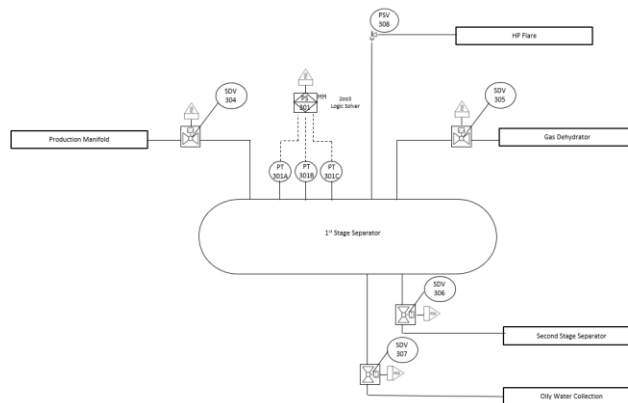 PSV
308
HP Flare
SDV
304
HH
301
2oo3
Logic Solver
SDV
305
Production Manifold
Gas Dehydrator
PT
301A
PT
301B
PT
301C
1st Stage Separator
SDV
306
Second Stage Separator
SDV
307
Oily Water Collection